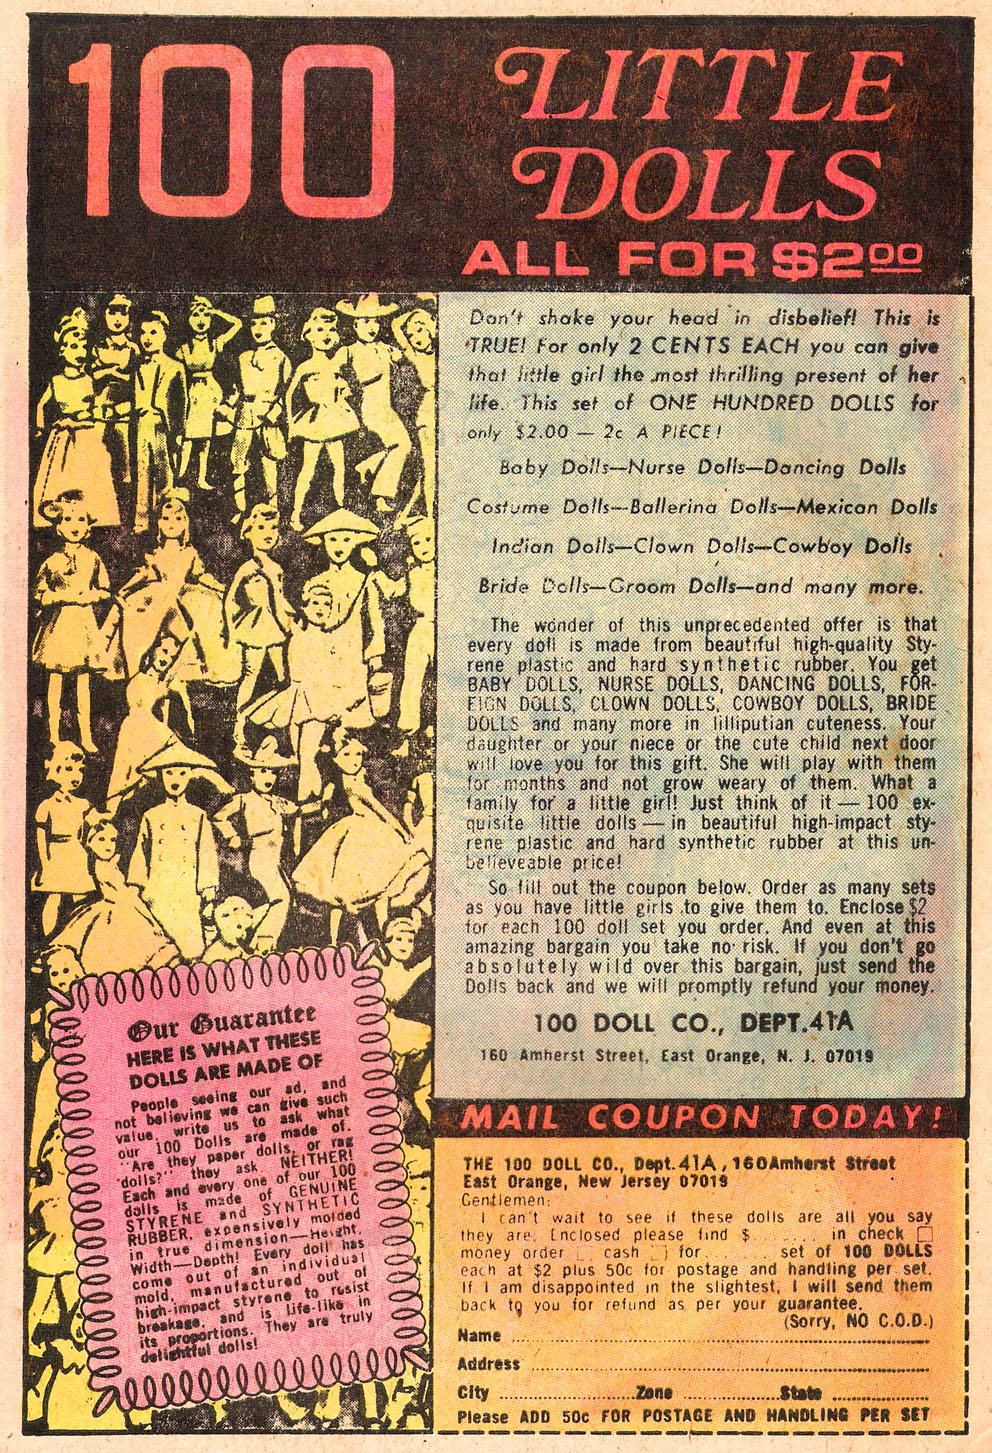 100
LITTLE
DOLLS
ALL FOR $2.00
Don't shake your head in disbelief! This is
TRUE! For only 2 CENTS EACH you can give
that little girl the most thrilling present of her
life. This set of ONE HUNDRED DOLLS for
only $2.00 — 2c A PIECE!
Baby Dolls—Nurse Dolls—Dancing Dolls
Costume Dolls—Ballerina Dolls—Mexican Dolls
Indian Dolls—Clown Dolls—Cowboy Dolls
Bride Dolls—Groom Dolls—and many more.
The wonder of this unprecedented offer is that
every doll is made from beautiful high-quality Sty-
rene plastic and hard synthetic rubber. You get
BABY DOLLS, NURSE DOLLS, DANCING DOLLS, FOR-
EIGN DOLLS, CLOWN DOLLS, COWBOY DOLLS, BRIDE
DOLLS and many more in lilliputian cuteness. Your
daughter or your niece or the cute child next door
will love you for this gift. She will play with them
for months and not grow weary of them. What a
family for a little girl! Just think of it — 100 ex-
quisite little dolls — in beautiful high-impact sty-
rene plastic and hard synthetic rubber at this un-
believeable price!
So fill out the coupon below. Order as many sets
as you have little girls to give them to. Enclose $2
for each 100 doll set you order. And even at this
amazing bargain you take no risk. If you don't go
absolutely wild over this bargain, just send the
Dolls back and we will promptly refund your money.
100 DOLL CO., DEPT. 41A
160 Amherst Street, East Orange, N. J. 07019
Our Guarantee
HERE IS WHAT THESE
DOLLS ARE MADE OF
People seeing our ad, and
not believing we can give such
value, write us to ask what
our 100 Dolls are made of.
"Are they paper dolls, or rag
dolls?" they ask. NEITHER!
Each and every one of our 100
dolls is made of GENUINE
STYRENE and SYNTHETIC
RUBBER, expensively molded
in true dimension—Height,
Width—Depth! Every doll has
come out of an individual
mold, manufactured out of
high-impact styrene to resist
breakage, and is life-like in
its proportions. They are truly
delightful dolls!
MAIL COUPON TODAY!
THE 100 DOLL CO., Dept. 41A, 160 Amherst Street
East Orange, New Jersey 07019
Gentlemen:
I can't wait to see if these dolls are all you say
they are. Enclosed please find $......... in check □
money order □ cash □ for......... set of 100 DOLLS
each at $2 plus 50c for postage and handling per set.
If I am disappointed in the slightest, I will send them
back to you for refund as per your guarantee.
(Sorry, NO C.O.D.)
Name
Address
City ............ Zone ............ State ............
Please ADD 50c FOR POSTAGE AND HANDLING PER SET